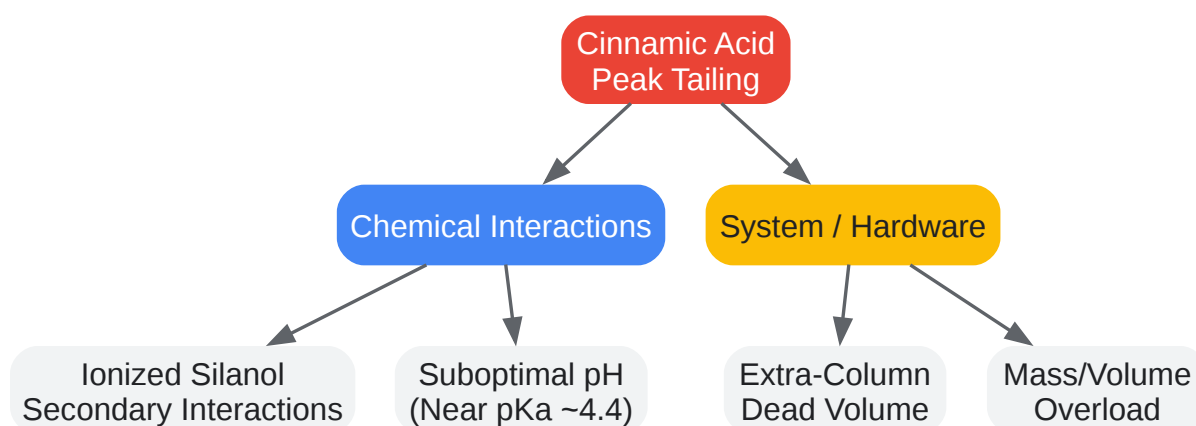 Cinnamic Acid
Peak Tailing
Chemical Interactions
System / Hardware
Ionized Silanol
Secondary Interactions
Suboptimal pH
(Near pKa ~4.4)
Extra-Column
Dead Volume
Mass/Volume
Overload